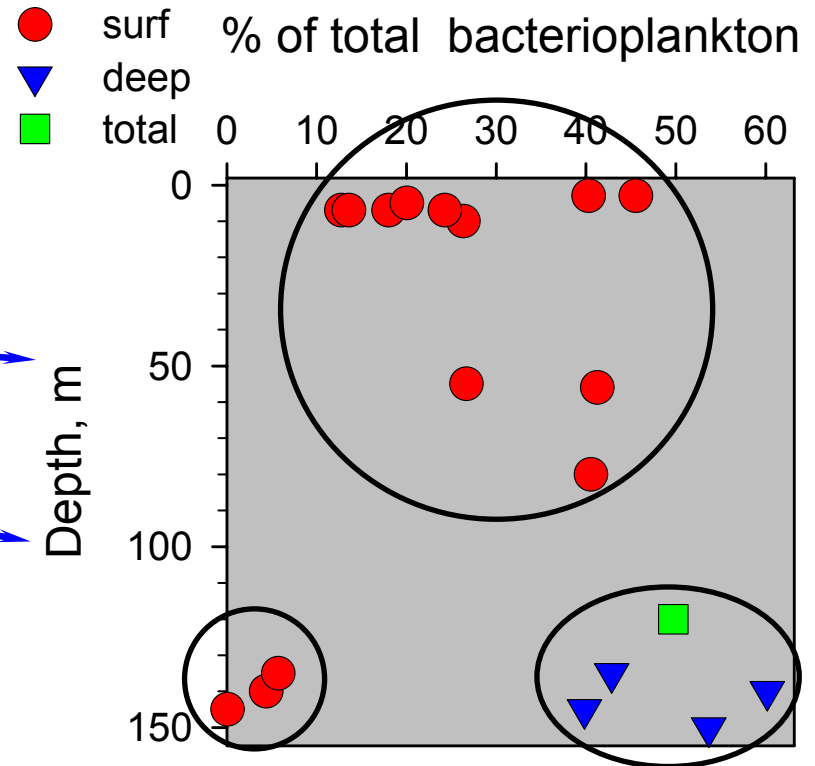 surf
deep
total
% of total bacterioplankton
0 10 20 30 40 50 60
0
50
100
150
Depth, m